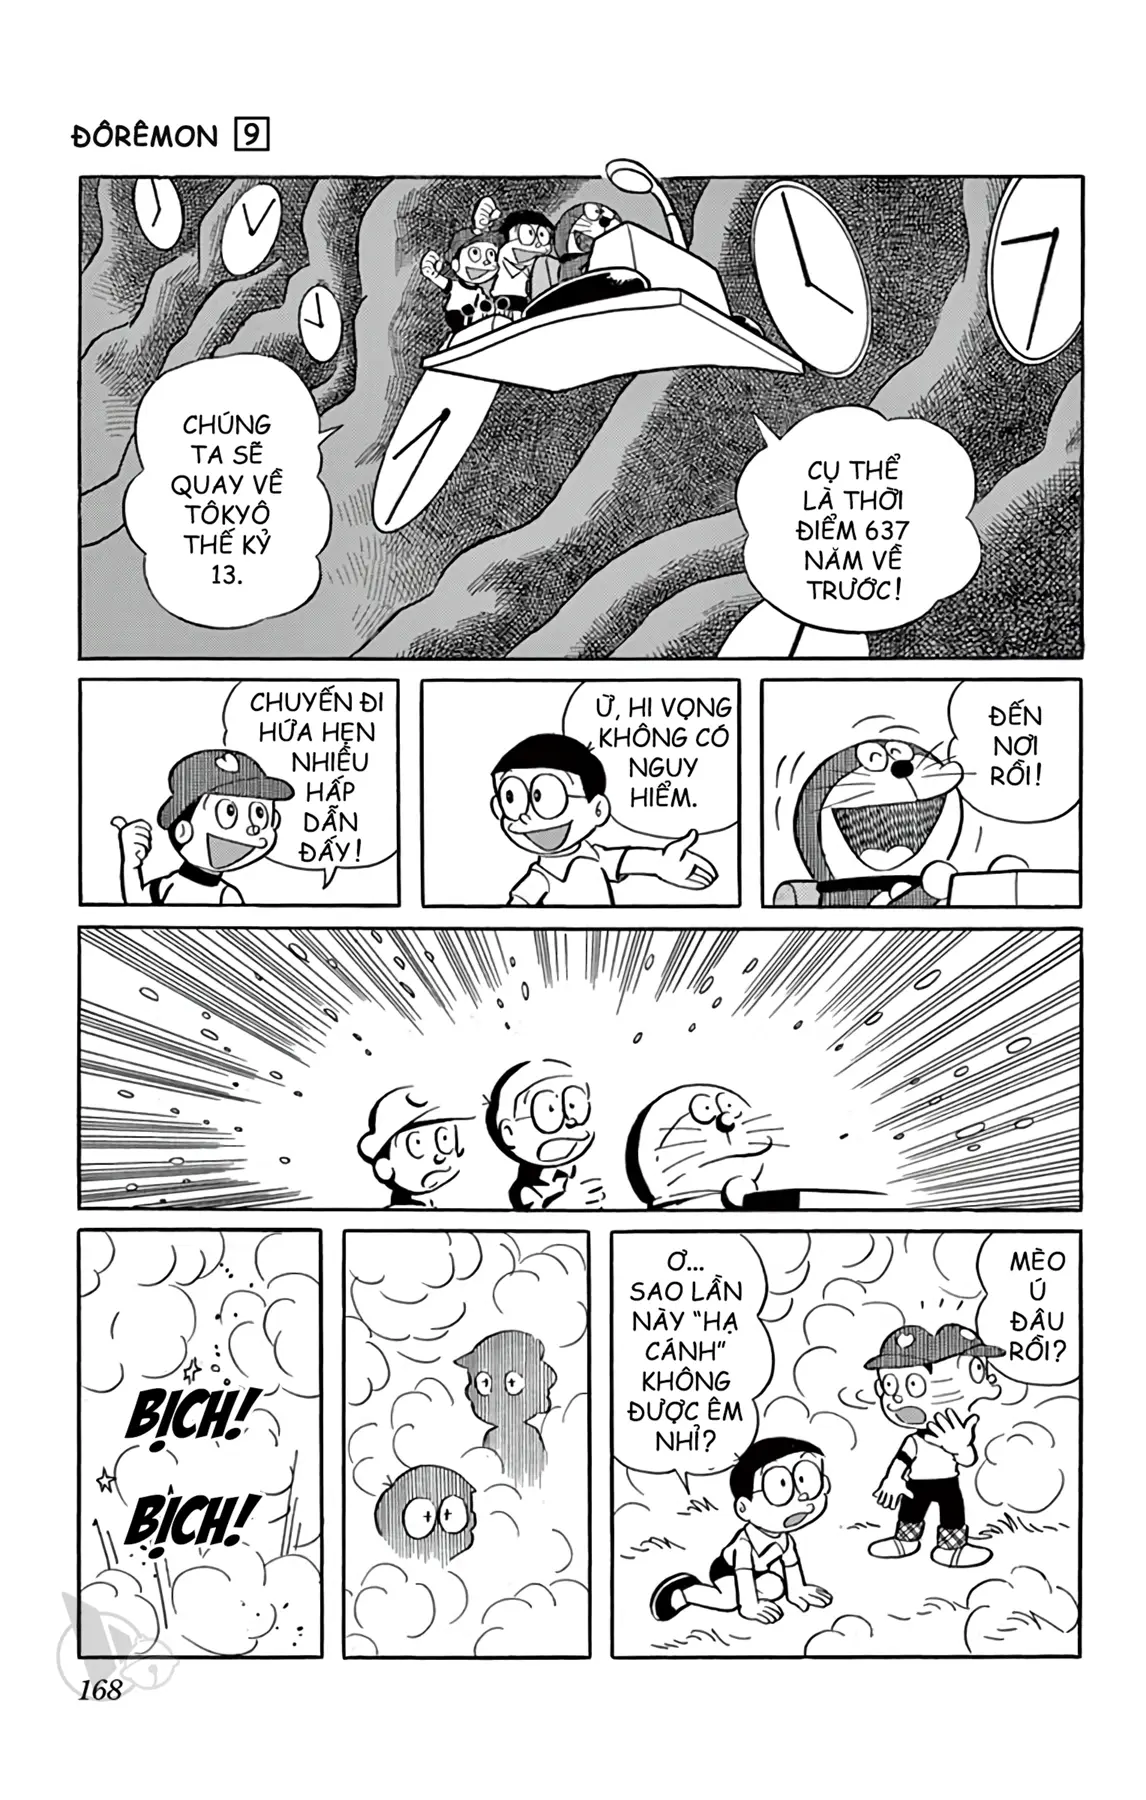 ĐÔRÊMON 9
CHÚNG
TA SẼ
QUAY VỀ
TÔKYÔ
THẾ KỶ
13.
CỤ THỂ
LÀ THỜI
ĐIỂM 637
NĂM VỀ
TRƯỚC!
CHUYẾN ĐI
HỨA HẸN
NHIỀU
HẤP
DẪN
ĐẤY!
Ừ, HI VỌNG
KHÔNG CÓ
NGUY
HIỂM.
ĐẾN
NƠI
RỒI!
BỊCH!
BỊCH!
Ơ...
SAO LẦN
NÀY "HẠ
CÁNH"
KHÔNG
ĐƯỢC ÊM
NHỈ?
MÈO
Ú
ĐÂU
RỒI?
168